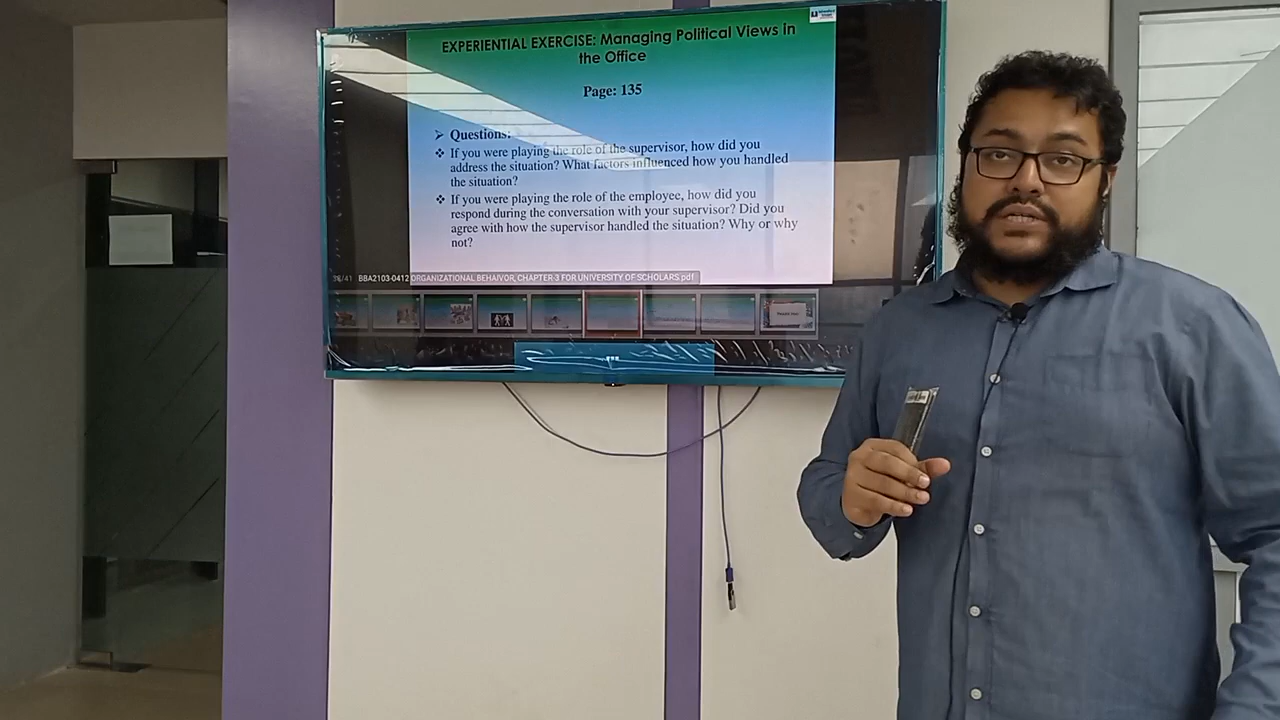 EXPERIENTIAL EXERCISE: Managing Political Views in
the Office
Page: 135
➢ Questions:
❖ If you were playing the role of the supervisor, how did you
address the situation? What factors influenced how you handled
the situation?
❖ If you were playing the role of the employee, how did you
respond during the conversation with your supervisor? Did you
agree with how the supervisor handled the situation? Why or why
not?
/41 BBA2103-0412 ORGANIZATIONAL BEHAIVOR, CHAPTER-3 FOR UNIVERSITY OF SCHOLARS.pdf